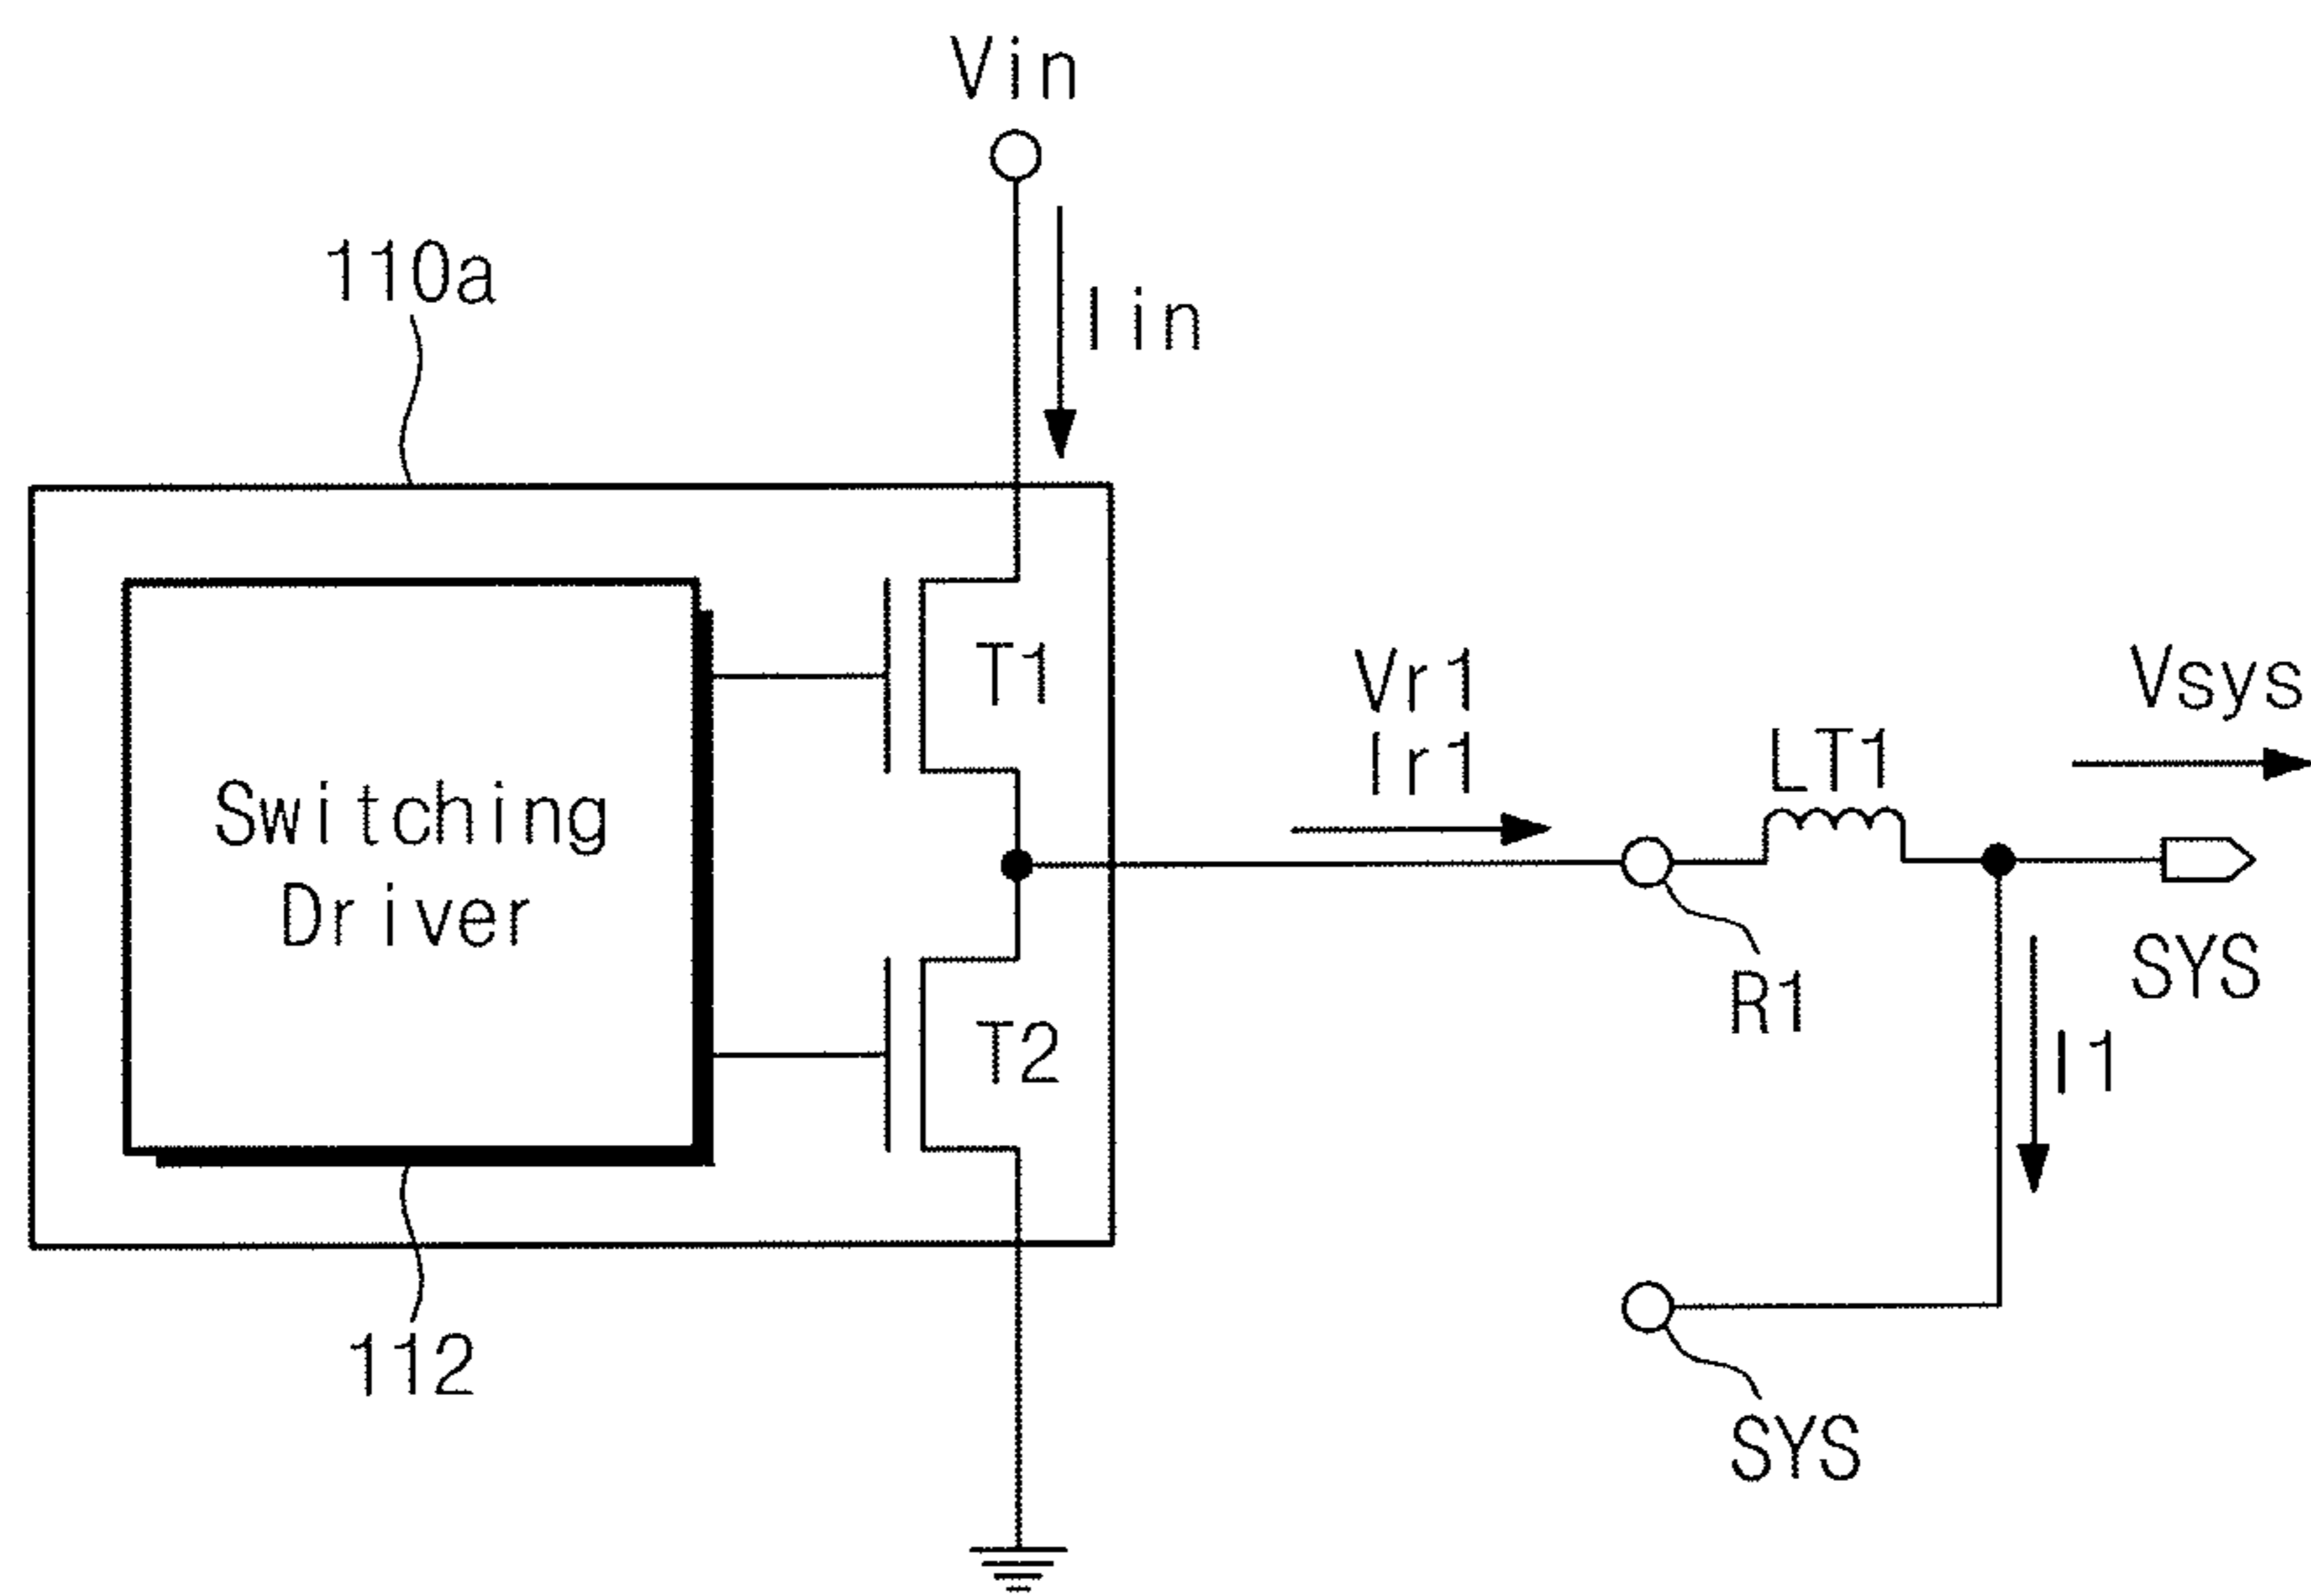 Vin
110a
Iin
T1
Switching
Driver
Vr1
Ir1
LT1
Vsys
SYS
R1
T2
I1
112
SYS